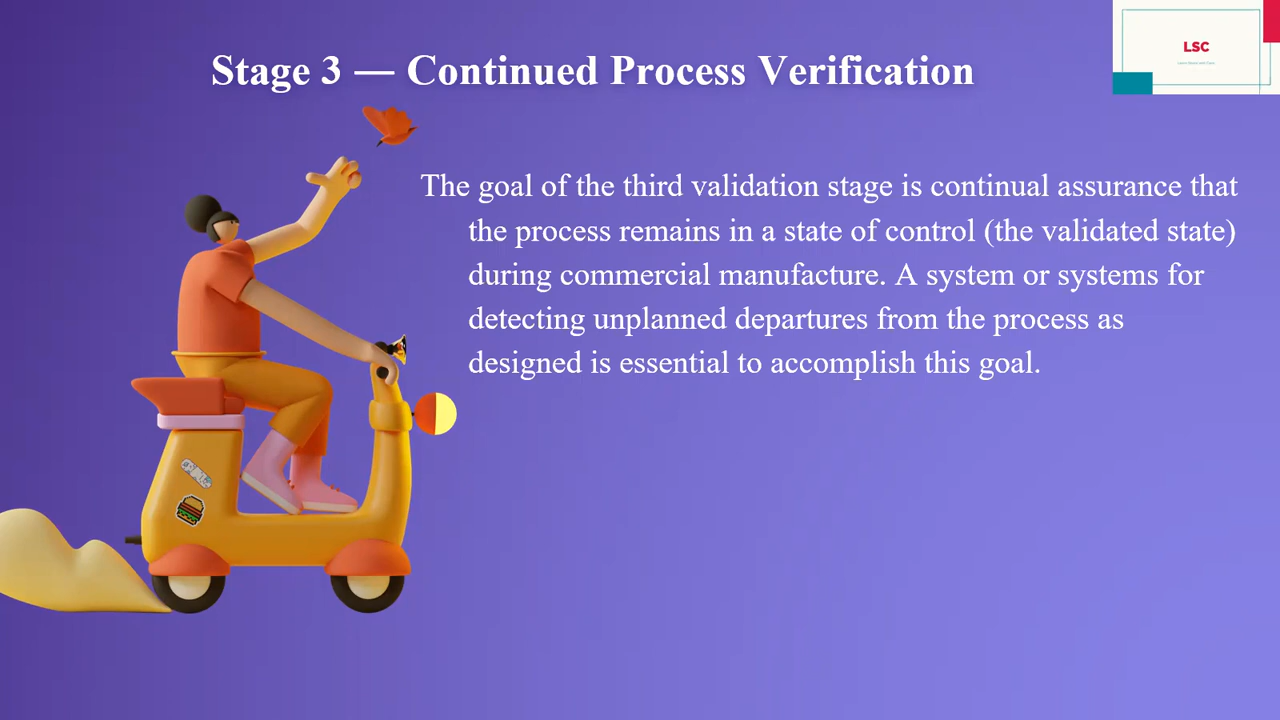 Stage 3 — Continued Process Verification
LSC
The goal of the third validation stage is continual assurance that
the process remains in a state of control (the validated state)
during commercial manufacture. A system or systems for
detecting unplanned departures from the process as
designed is essential to accomplish this goal.